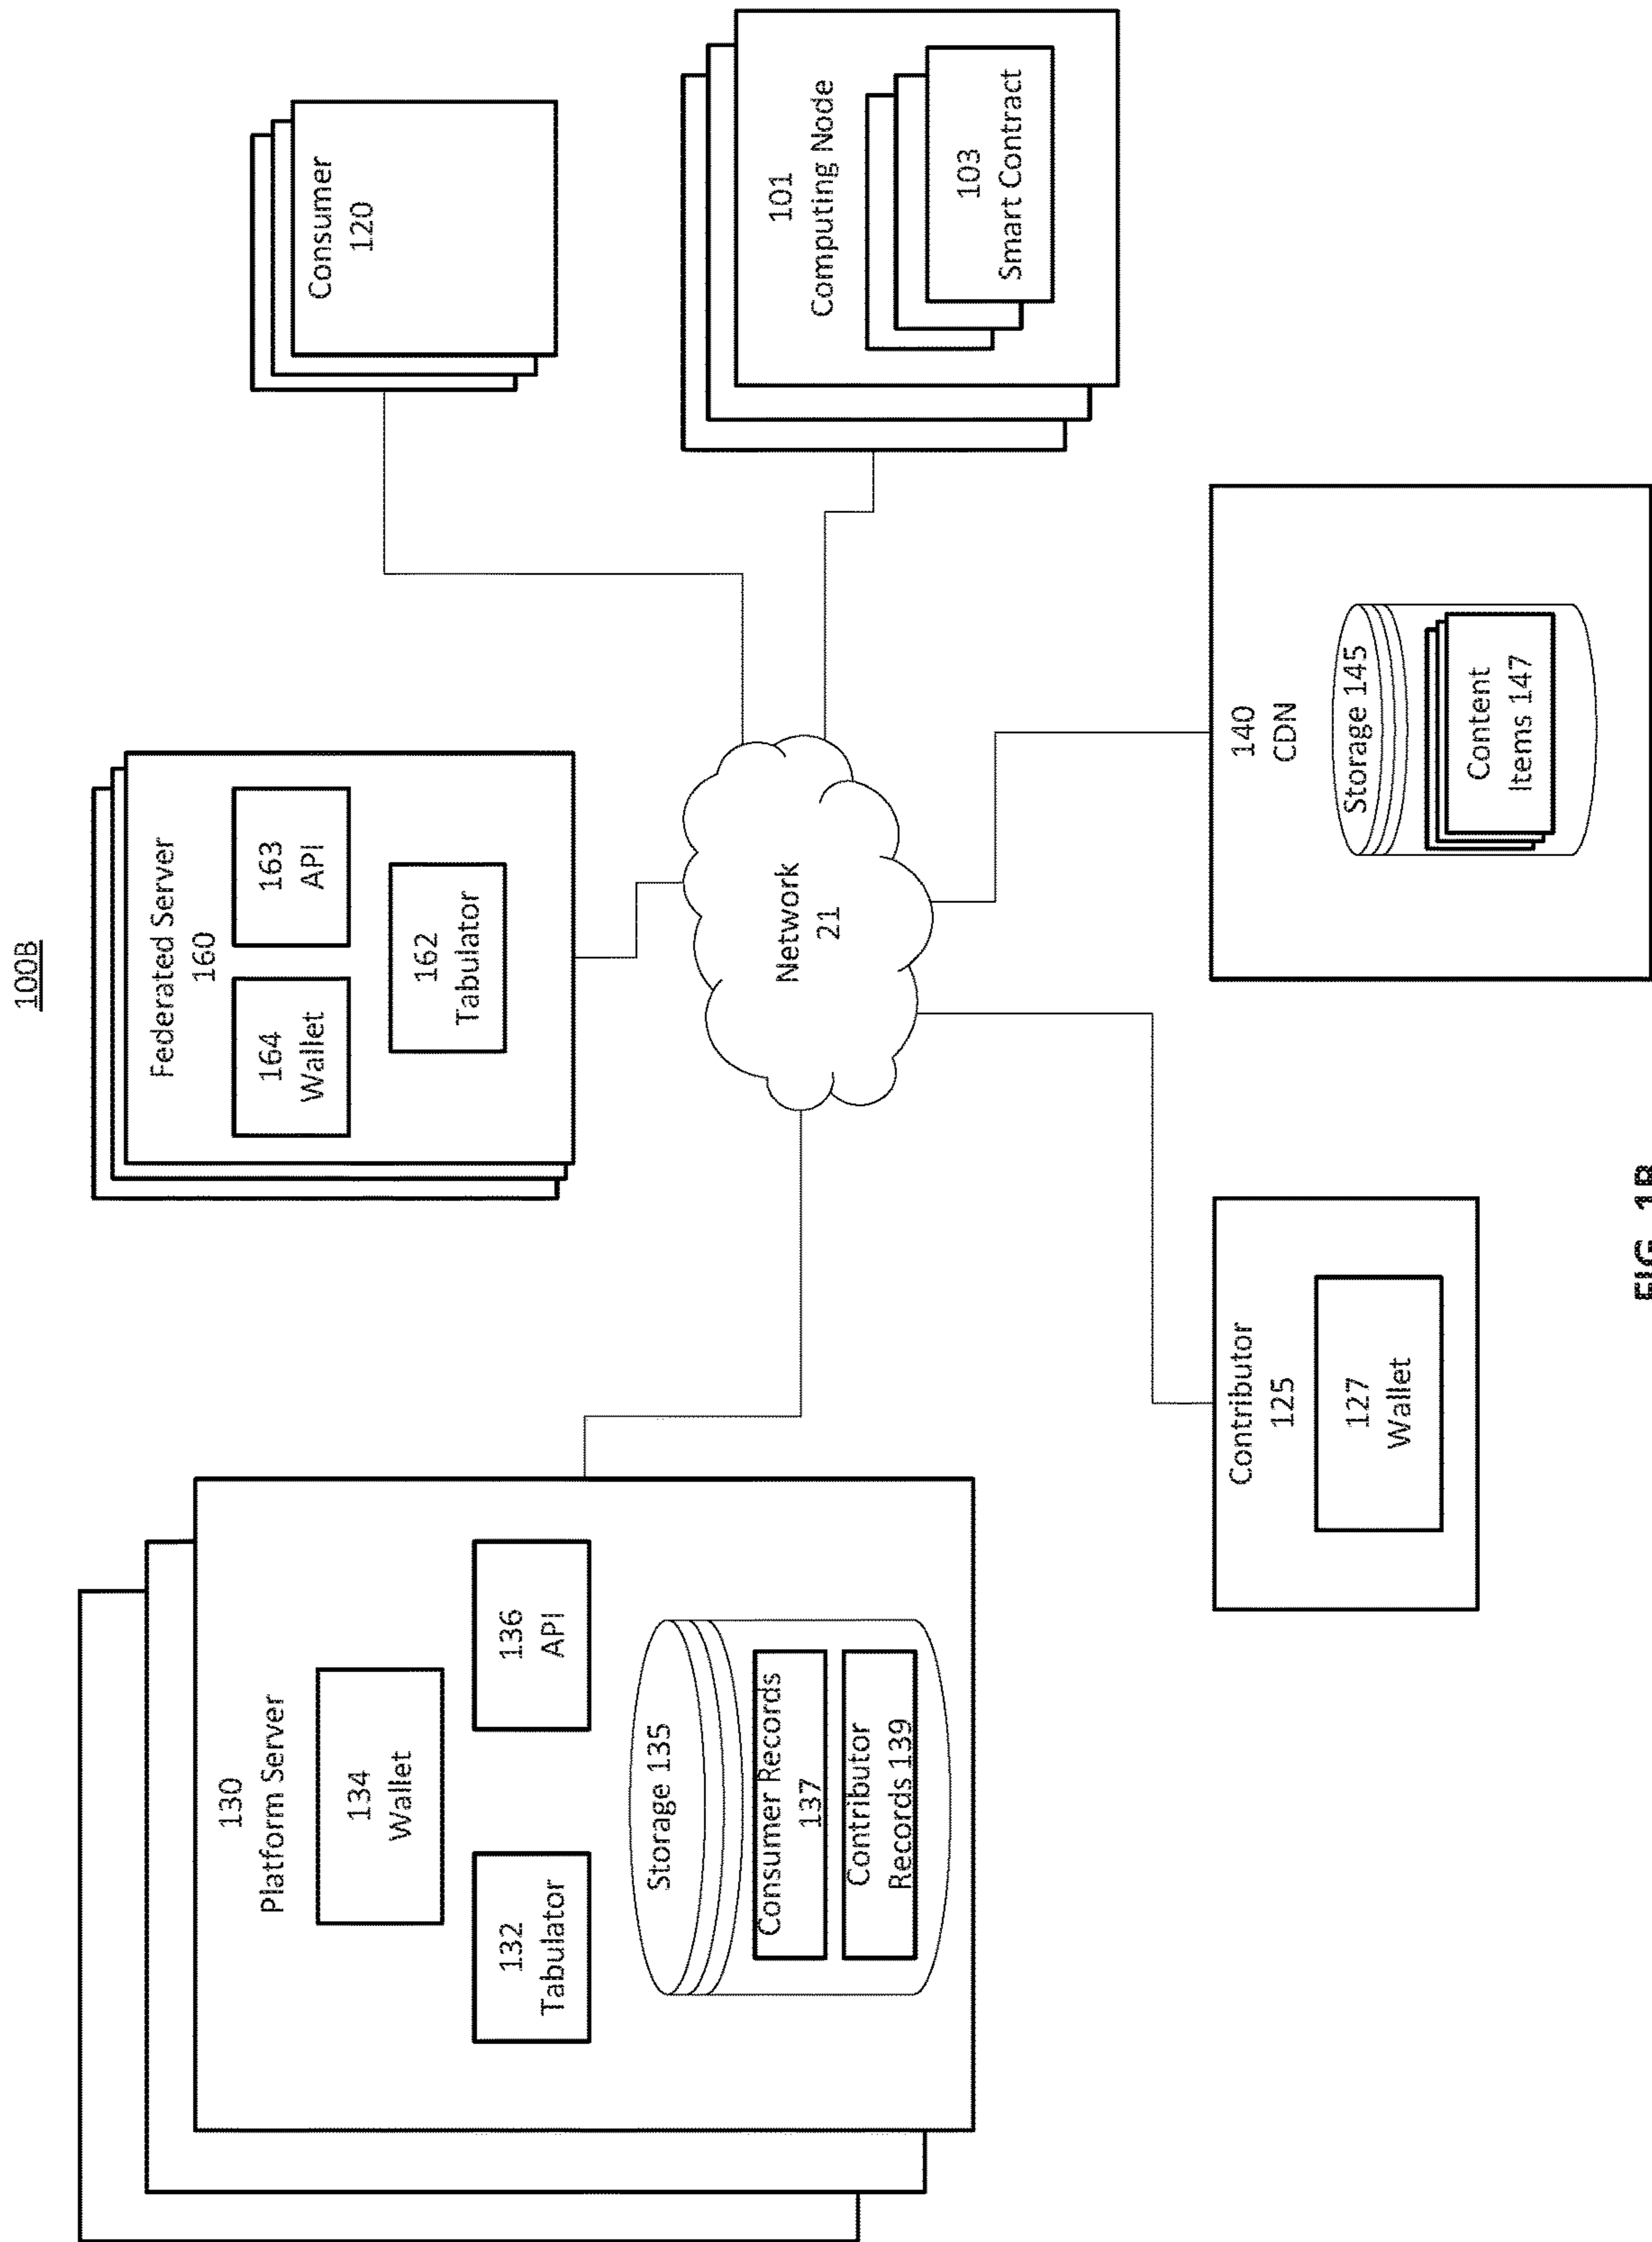 100B
130
Platform Server
134
Wallet
132
Tabulator
136
API
Storage 135
Consumer Records
137
Contributor
Records 139
Federated Server
160
164
Wallet
163
API
162
Tabulator
Consumer
120
Network
21
101
Computing Node
103
Smart Contract
Contributor
125
127
Wallet
140
CDN
Storage 145
Content
Items 147
FIG. 1B